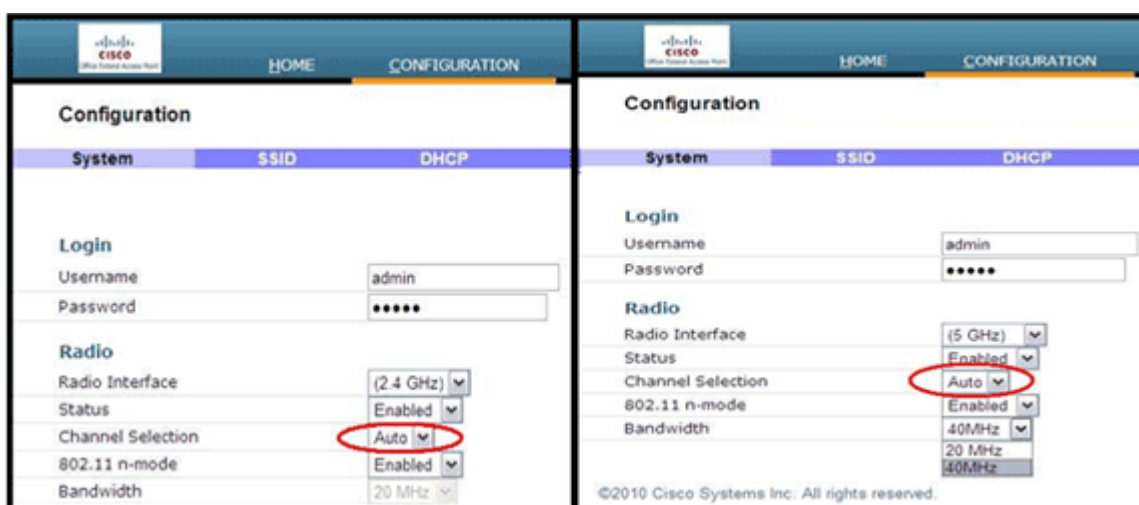 CISCO
HOME CONFIGURATION
Configuration
System SSID DHCP
Login
Username admin
Password •••••
Radio
Radio Interface (2.4 GHz)
Status Enabled
Channel Selection Auto
802.11 n-mode Enabled
Bandwidth 20 MHz
CISCO
HOME CONFIGURATION
Configuration
System SSID DHCP
Login
Username admin
Password •••••
Radio
Radio Interface (5 GHz)
Status Enabled
Channel Selection Auto
802.11 n-mode Enabled
Bandwidth 40MHz
20 MHz
40MHz
©2010 Cisco Systems Inc. All rights reserved.